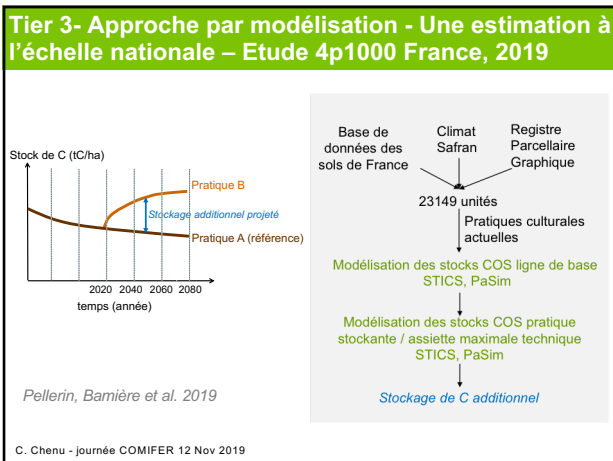 Tier 3- Approche par modélisation - Une estimation à
l'échelle nationale – Etude 4p1000 France, 2019
Stock de C (tC/ha)
Pratique B
Stockage additionnel projeté
Pratique A (référence)
2020 2040 2060 2080
temps (année)
Base de
données des
sols de France
Climat
Safran
Registre
Parcellaire
Graphique
23149 unités
Pratiques culturales
actuelles
Modélisation des stocks COS ligne de base
STICS, PaSim
Modélisation des stocks COS pratique
stockante / assiette maximale technique
STICS, PaSim
Stockage de C additionnel
Pellerin, Bamière et al. 2019
C. Chenu - journée COMIFER 12 Nov 2019